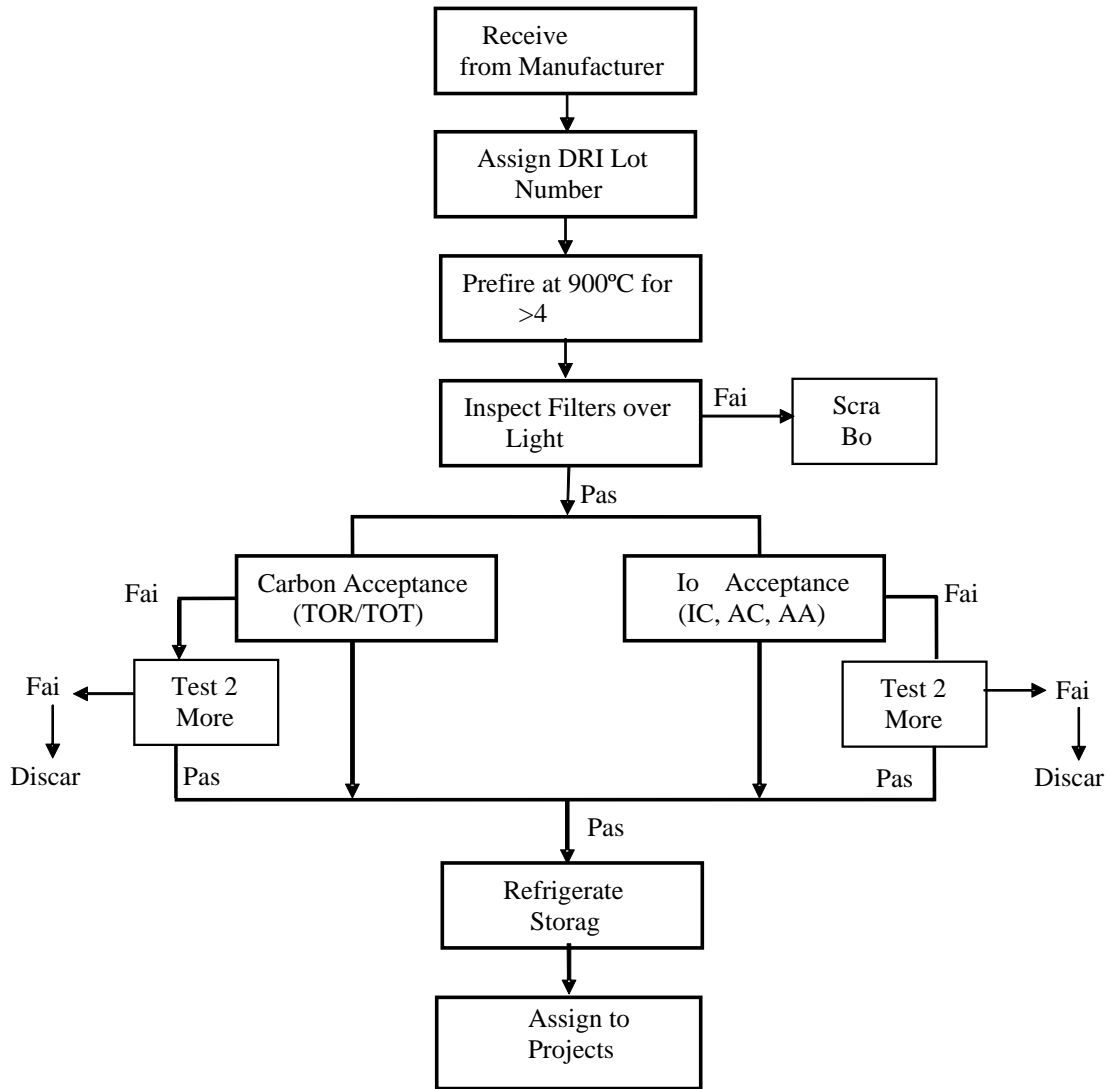 Receive
from Manufacturer
Assign DRI Lot
Number
Prefire at 900ºC for
>4
Inspect Filters over
Light
Fai
Scra
Bo
Pas
Carbon Acceptance
(TOR/TOT)
Io Acceptance
(IC, AC, AA)
Fai
Fai
Test 2
More
Test 2
More
Fai
Fai
Discar
Discar
Pas
Pas
Pas
Refrigerate
Storag
Assign to
Projects